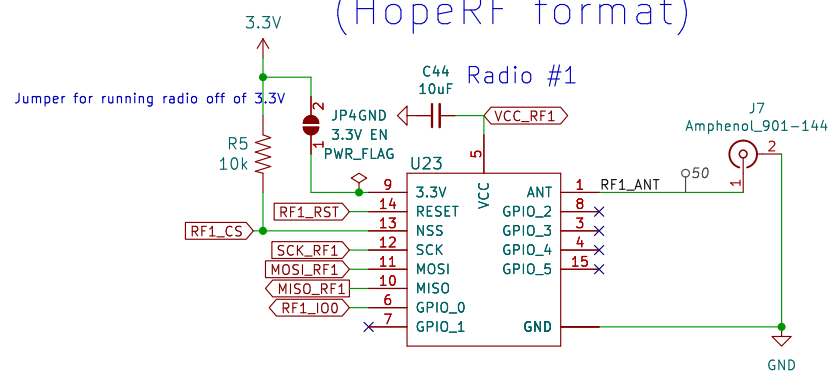 (HopeRF format)
3.3V
Radio #1
Jumper for running radio off of 3.3V
C44
10uF
VCC_RF1
J7
Amphenol_901-144
2
1
JP4
GND
3.3V EN
PWR_FLAG
2
1
R5
10k
U23
5
VCC
50
RF1_ANT
9
3.3V
ANT
1
RF1_RST
14
RESET
GPIO_2
8
RF1_CS
13
NSS
GPIO_3
3
SCK_RF1
12
SCK
GPIO_4
4
MOSI_RF1
11
MOSI
GPIO_5
15
MISO_RF1
10
MISO
RF1_IO0
6
GPIO_0
7
GPIO_1
GND
GND